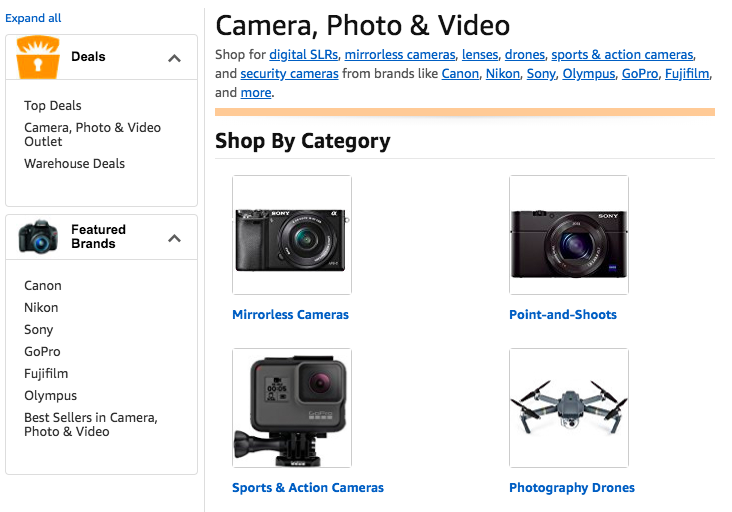 Expand all
Deals
Top Deals
Camera, Photo & Video
Outlet
Warehouse Deals
Featured
Brands
Canon
Nikon
Sony
GoPro
Fujifilm
Olympus
Best Sellers in Camera,
Photo & Video
Camera, Photo & Video
Shop for digital SLRs, mirrorless cameras, lenses, drones, sports & action cameras,
and security cameras from brands like Canon, Nikon, Sony, Olympus, GoPro, Fujifilm,
and more.
Shop By Category
SONY
Mirrorless Cameras
SONY
Point-and-Shoots
GoPro
Sports & Action Cameras
Photography Drones